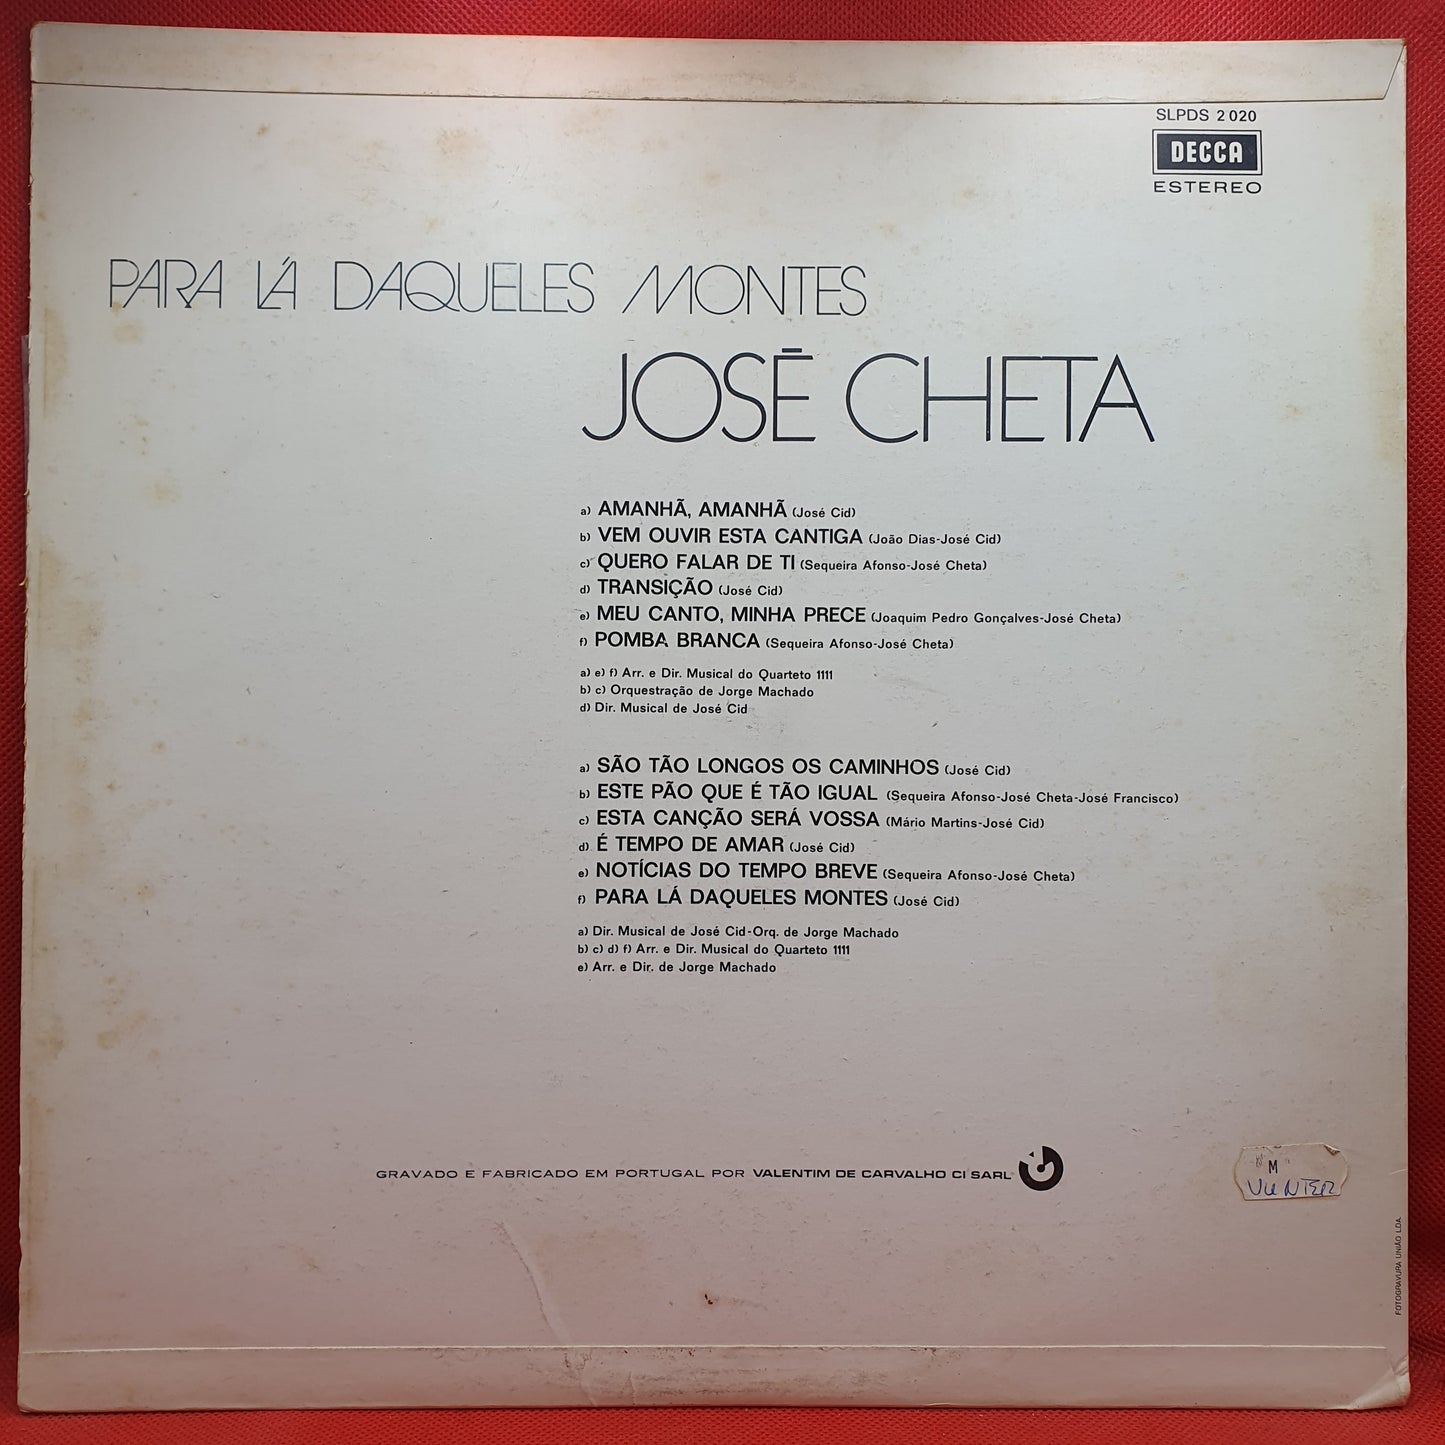 SLPDS 2 020
DECCA
ESTEREO
PARA LÁ DAQUELES MONTES
JOSÉ CHETA
a) AMANHÃ, AMANHÃ (José Cid)
b) VEM OUVIR ESTA CANTIGA (João Dias-José Cid)
c) QUERO FALAR DE TI (Sequeira Afonso-José Cheta)
d) TRANSIÇÃO (José Cid)
e) MEU CANTO, MINHA PRECE (Joaquim Pedro Gonçalves-José Cheta)
f) POMBA BRANCA (Sequeira Afonso-José Cheta)
a) e) f) Arr. e Dir. Musical do Quarteto 1111
b) c) Orquestração de Jorge Machado
d) Dir. Musical de José Cid
a) SÃO TÃO LONGOS OS CAMINHOS (José Cid)
b) ESTE PÃO QUE É TÃO IGUAL (Sequeira Afonso-José Cheta-José Francisco)
c) ESTA CANÇÃO SERÁ VOSSA (Mário Martins-José Cid)
d) É TEMPO DE AMAR (José Cid)
e) NOTÍCIAS DO TEMPO BREVE (Sequeira Afonso-José Cheta)
f) PARA LÁ DAQUELES MONTES (José Cid)
a) Dir. Musical de José Cid-Orq. de Jorge Machado
b) c) d) f) Arr. e Dir. Musical do Quarteto 1111
e) Arr. e Dir. de Jorge Machado
GRAVADO E FABRICADO EM PORTUGAL POR VALENTIM DE CARVALHO CI SARL
M
FOTOGRAVURA UNIÃO LDA.